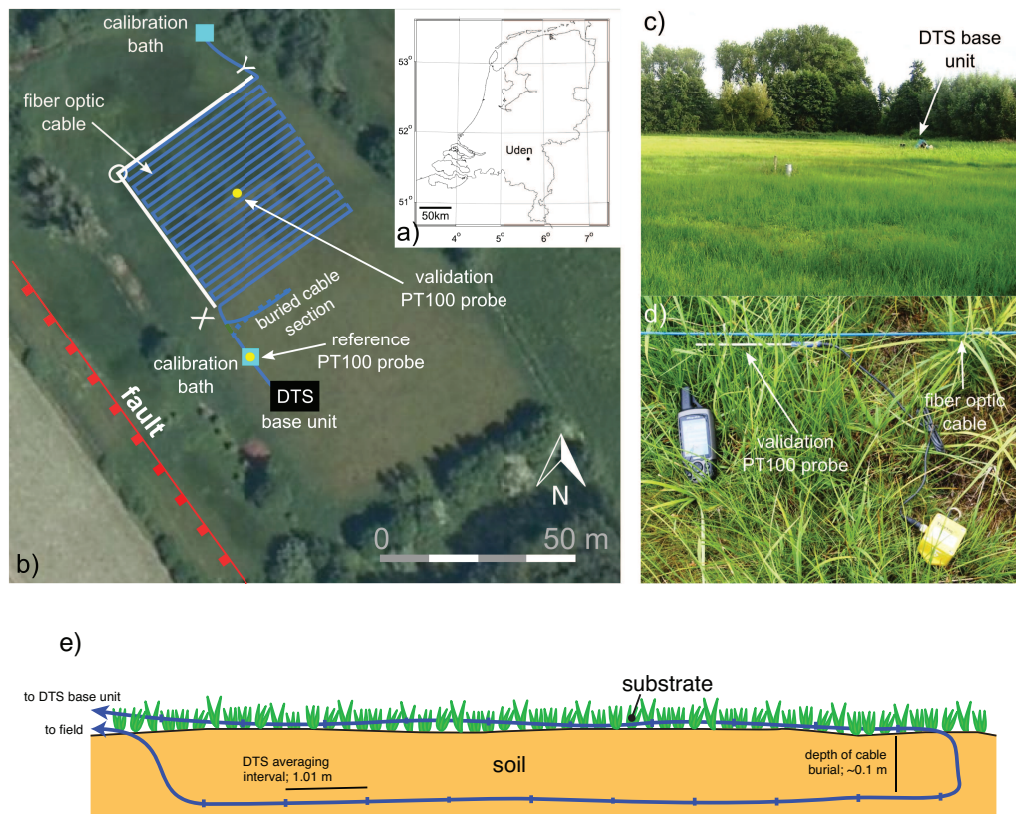 calibration
bath
fiber optic
cable
Y
X
validation
PT100 probe
buried cable
section
reference
PT100 probe
calibration
bath
DTS
base unit
fault
N
0 50 m
b)
53°
52°
51°
Uden
50km
4° 5° 6° 7°
a)
c)
DTS base
unit
d)
validation
PT100 probe
fiber optic
cable
e)
to DTS base unit
to field
substrate
DTS averaging
interval; 1.01 m
soil
depth of cable
burial; ~0.1 m